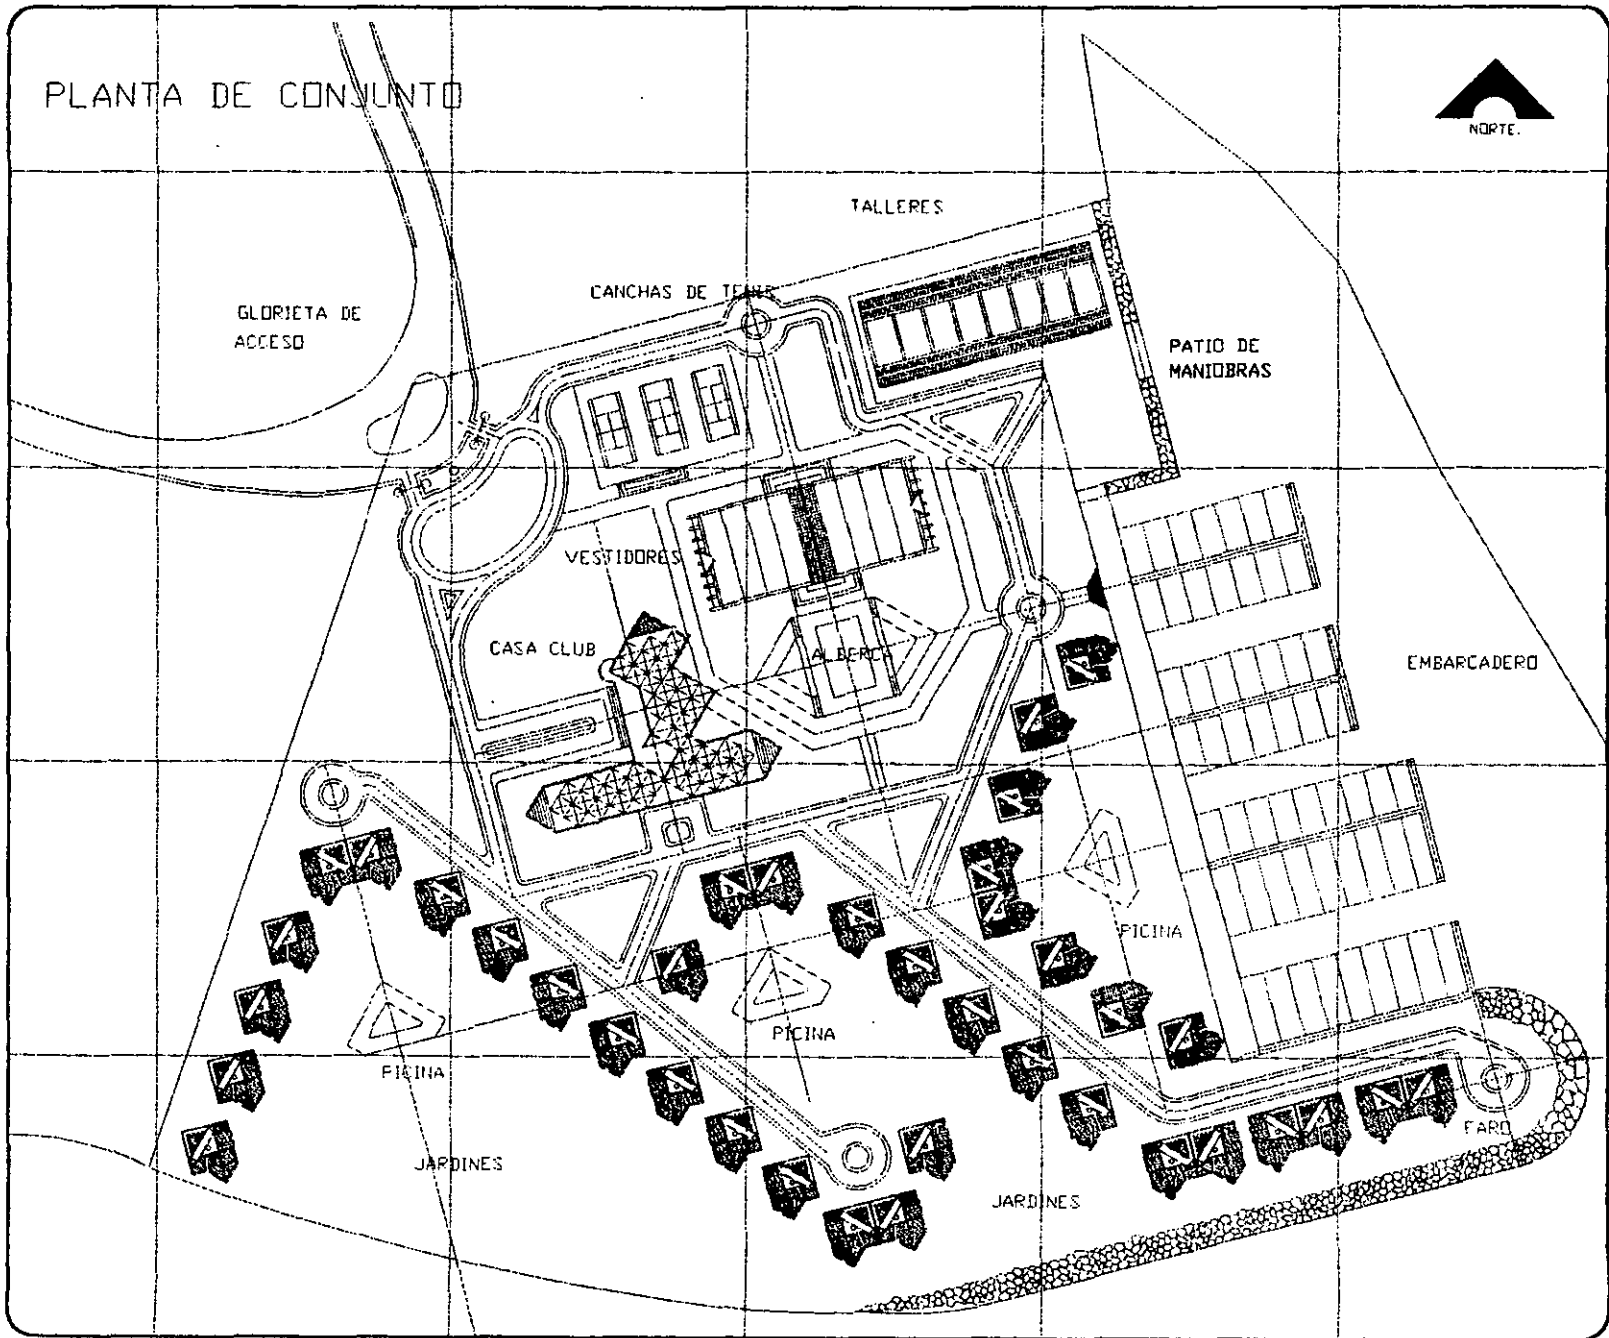 PLANTA DE CONJUNTO
NORTE.
TALLERES
CANCHAS DE TENIS
GLORIETA DE
ACCESO
PATIO DE
MANIOBRAS
VESTIDORES
CASA CLUB
ALBERCA
EMBARCADERO
PICINA
PICINA
PICINA
FARO
JARDINES
JARDINES